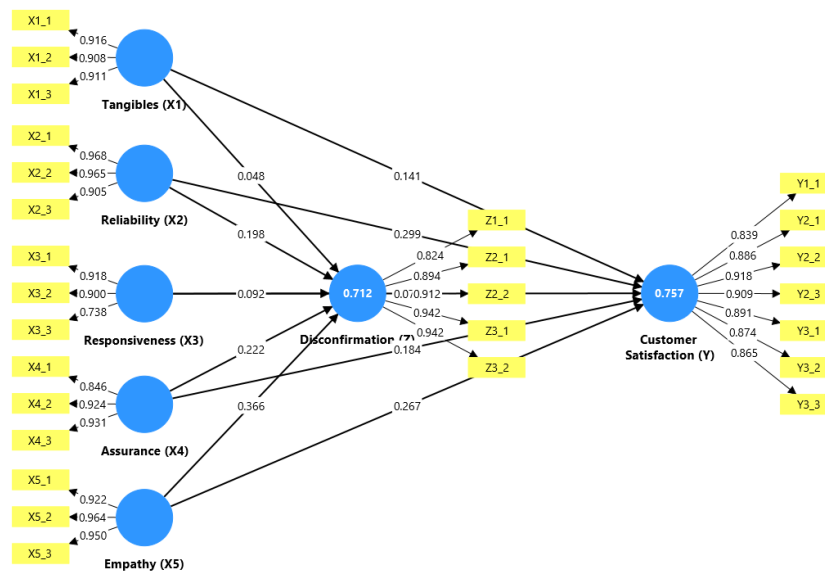 X1_1
0.916
X1_2
0.908
X1_3
0.911
Tangibles (X1)
X2_1
0.968
X2_2
0.965
X2_3
0.905
Reliability (X2)
X3_1
0.918
X3_2
0.900
X3_3
0.738
Responsiveness (X3)
X4_1
0.846
X4_2
0.924
X4_3
0.931
Assurance (X4)
X5_1
0.922
X5_2
0.964
X5_3
0.950
Empathy (X5)
0.048
0.198
0.092
0.222
0.366
0.141
0.299
0.184
0.267
0.712
Z1_1
0.824
Z2_1
0.894
Z2_2
0.912
Z3_1
0.942
Z3_2
0.942
0.757
Customer
Satisfaction (Y)
Y1_1
0.839
Y2_1
0.886
Y2_2
0.918
Y2_3
0.909
Y3_1
0.891
Y3_2
0.874
Y3_3
0.865
Disconfirmation (Z)